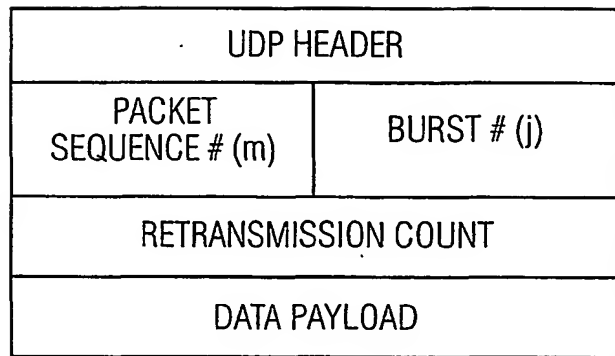 UDP HEADER
PACKET
SEQUENCE # (m)
BURST # (j)
RETRANSMISSION COUNT
DATA PAYLOAD